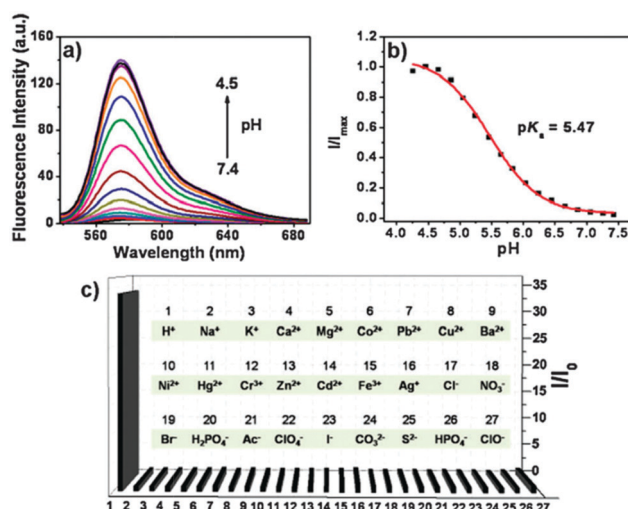 a)
Fluorescence Intensity (a.u.)
160
120
80
40
0
4.5
pH
7.4
560
600
640
680
Wavelength (nm)
b)
I/Imax
1.0
0.8
0.6
0.4
0.2
0.0
pKa = 5.47
4.0 4.5 5.0 5.5 6.0 6.5 7.0 7.5
pH
c)
1 2 3 4 5 6 7 8 9
H⁺ Na⁺ K⁺ Ca²⁺ Mg²⁺ Co²⁺ Pb²⁺ Cu²⁺ Ba²⁺
10 11 12 13 14 15 16 17 18
Ni²⁺ Hg²⁺ Cr³⁺ Zn²⁺ Cd²⁺ Fe³⁺ Ag⁺ Cl⁻ NO₃⁻
19 20 21 22 23 24 25 26 27
Br⁻ H₂PO₄⁻ Ac⁻ ClO₄⁻ I⁻ CO₃²⁻ S²⁻ HPO₄⁻ ClO⁻
35
30
25
20
15
10
5
0
I/I₀
1 2 3 4 5 6 7 8 9 10 11 12 13 14 15 16 17 18 19 20 21 22 23 24 25 26 27